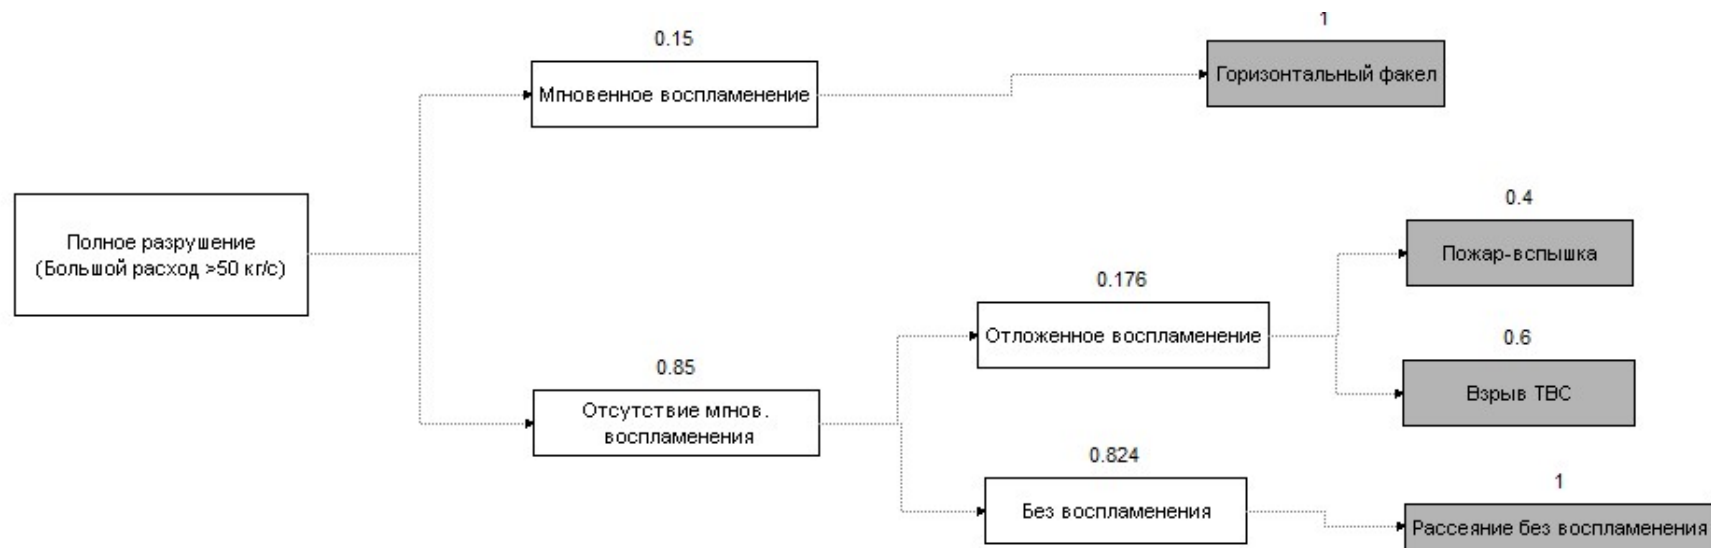 1
0.15
Горизонтальный факел
Мгновенное воспламенение
0.4
Полное разрушение
(Большой расход >50 кг/с)
Пожар-вспышка
0.176
Отложенное воспламенение
0.6
0.85
Взрыв ТВС
Отсутствие мгнов.
воспламенения
0.824
1
Без воспламенения
Рассеяние без воспламенения